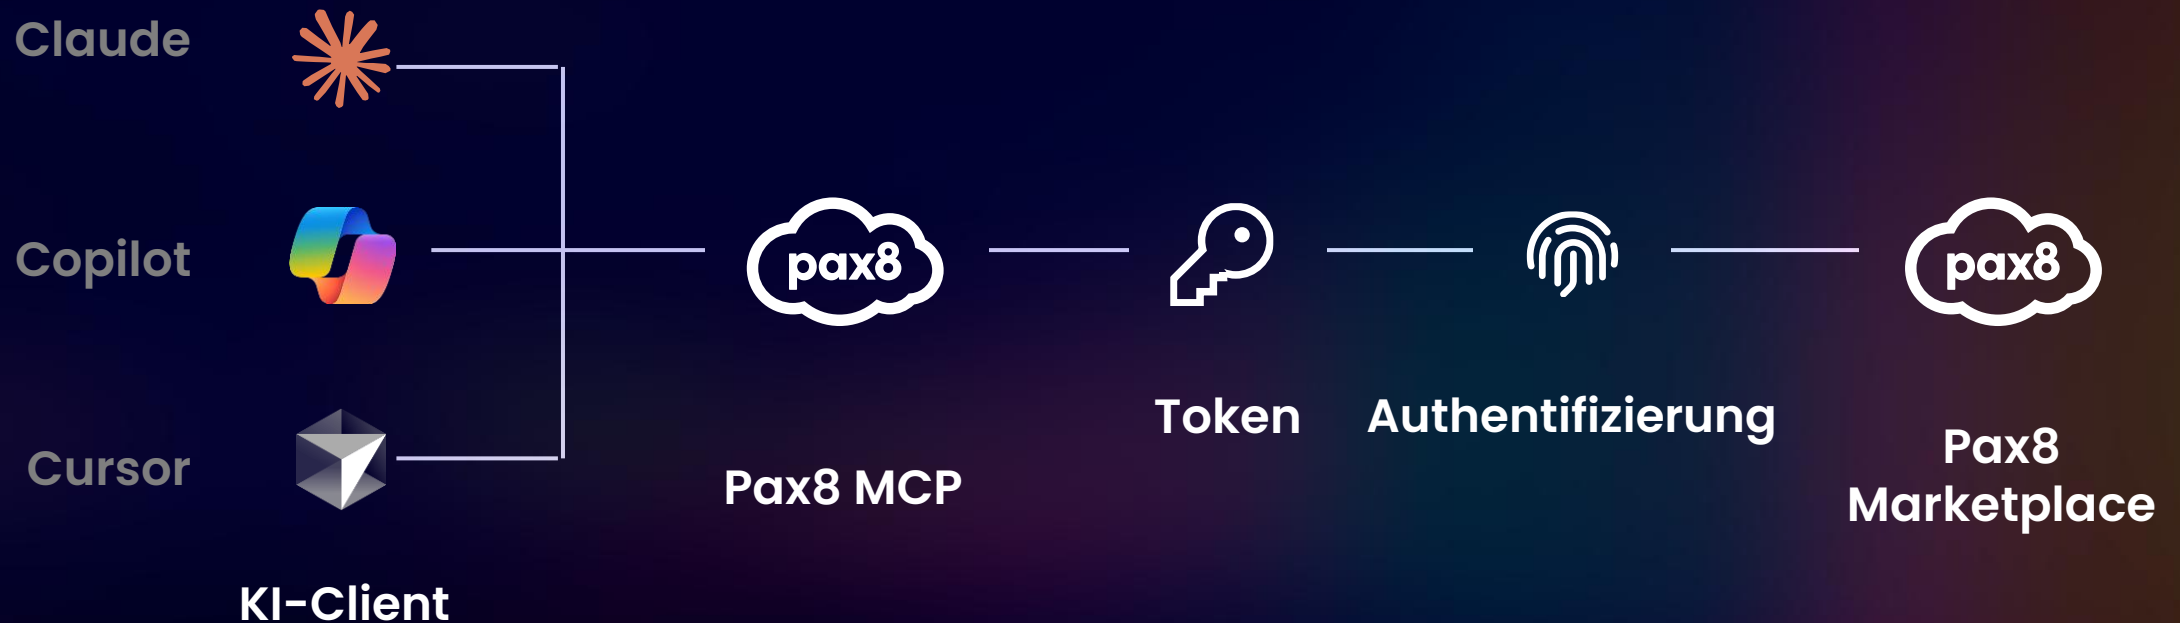 Claude
Copilot
Cursor
KI-Client
pax8
Pax8 MCP
Token
Authentifizierung
pax8
Pax8
Marketplace